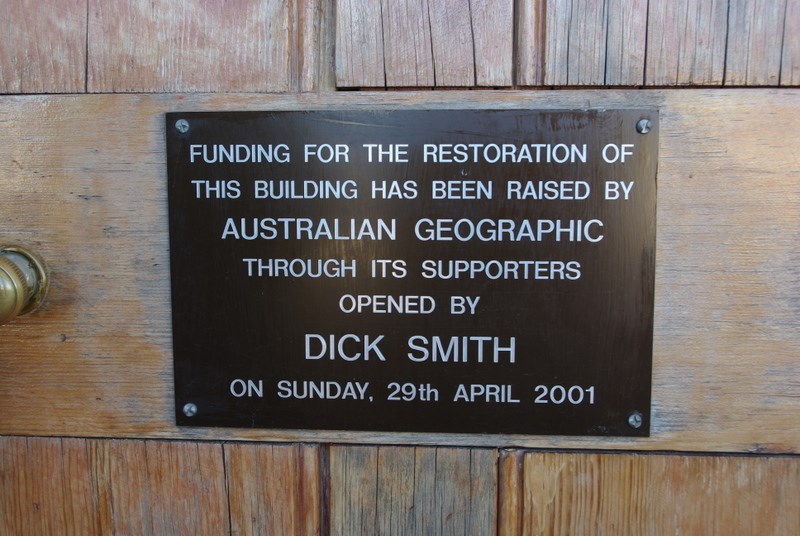 FUNDING FOR THE RESTORATION OF
THIS BUILDING HAS BEEN RAISED BY
AUSTRALIAN GEOGRAPHIC
THROUGH ITS SUPPORTERS
OPENED BY
DICK SMITH
ON SUNDAY, 29th APRIL 2001